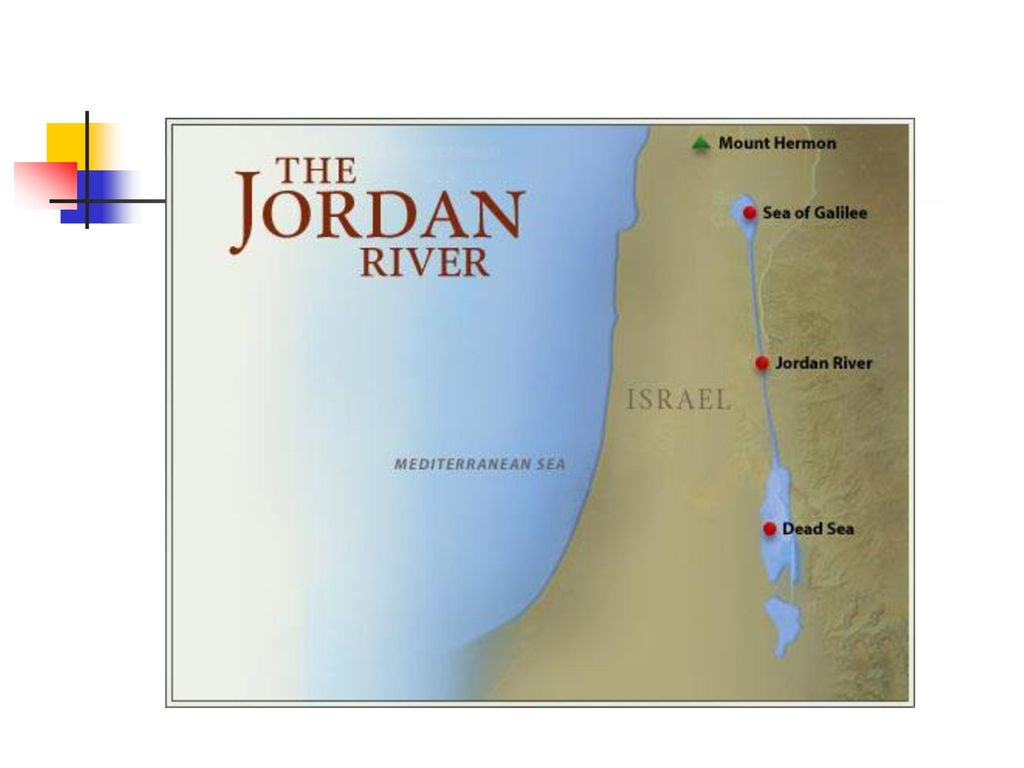 THE
JORDAN
RIVER
Mount Hermon
Sea of Galilee
Jordan River
ISRAEL
MEDITERRANEAN SEA
Dead Sea